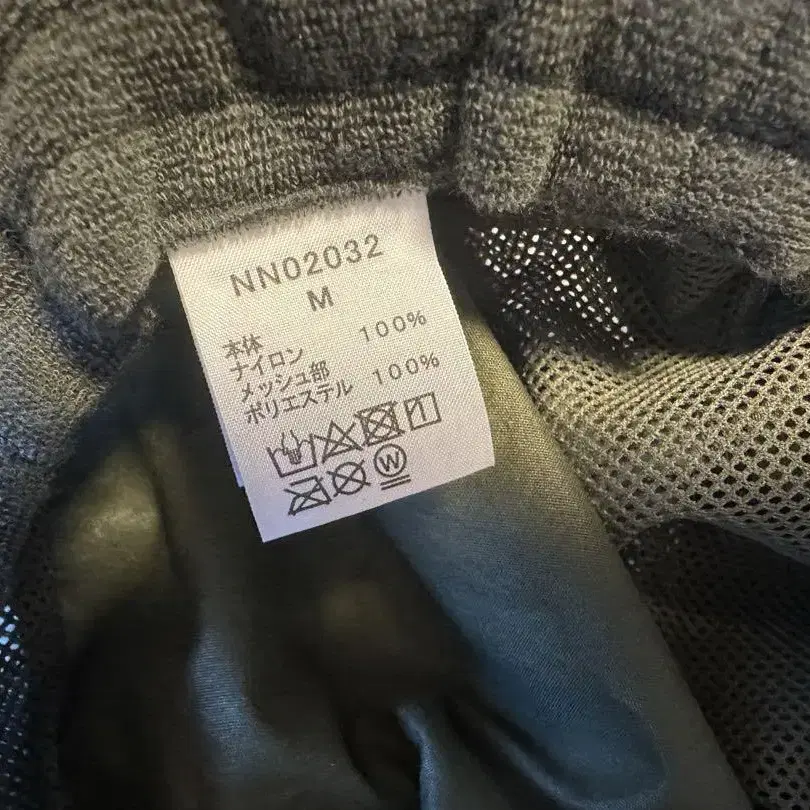 NN02032
M
本体
ナイロン 100%
メッシュ部
ポリエステル 100%
W